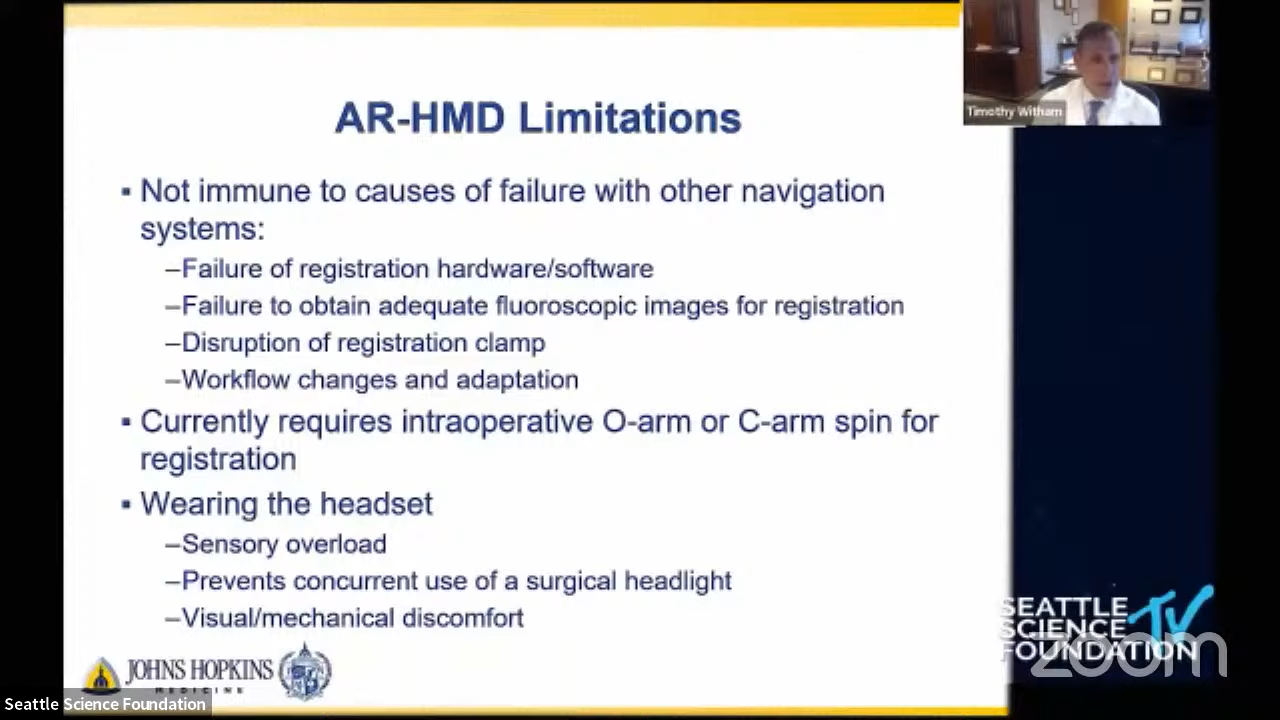 AR-HMD Limitations
Timothy Witham
▪ Not immune to causes of failure with other navigation
systems:
–Failure of registration hardware/software
–Failure to obtain adequate fluoroscopic images for registration
–Disruption of registration clamp
–Workflow changes and adaptation
▪ Currently requires intraoperative O-arm or C-arm spin for
registration
▪ Wearing the headset
–Sensory overload
–Prevents concurrent use of a surgical headlight
–Visual/mechanical discomfort
JOHNS HOPKINS
MEDICINE
SEATTLE
SCIENCE
FOUNDATION
TV
zoom
Seattle Science Foundation